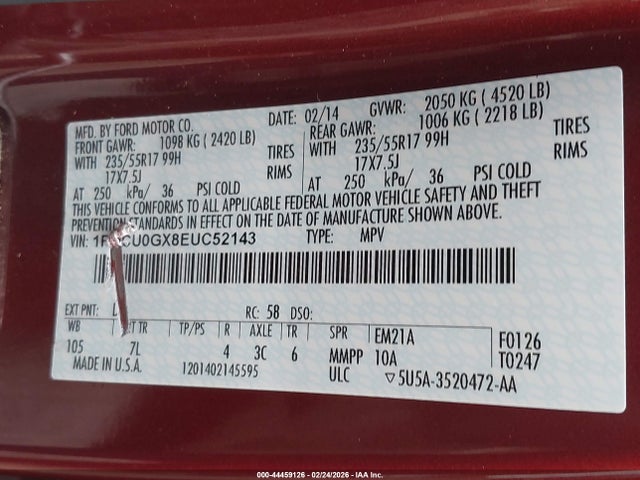 MFD. BY FORD MOTOR CO. DATE: 02/14 GVWR: 2050 KG ( 4520 LB)
FRONT GAWR: 1098 KG ( 2420 LB) REAR GAWR: 1006 KG ( 2218 LB)
WITH 235/55R17 99H TIRES WITH 235/55R17 99H TIRES
17X7.5J RIMS 17X7.5J RIMS
AT 250 kPa/ 36 PSI COLD AT 250 kPa/ 36 PSI COLD
THIS VEHICLE CONFORMS TO ALL APPLICABLE FEDERAL MOTOR VEHICLE SAFETY AND THEFT
PREVENTION STANDARDS IN EFFECT ON THE DATE OF MANUFACTURE SHOWN ABOVE.
VIN: CU0GX8EUC52143 TYPE: MPV
EXT PNT: RC: 58 DSO:
WB TR TP/PS R AXLE TR SPR EM21A F0126
105 7L 4 3C 6 MMPP 10A T0247
MADE IN U.S.A. 1201402145595 ULC ▽5U5A-3520472-AA
000-44459126 - 02/24/2026 - IAA Inc.